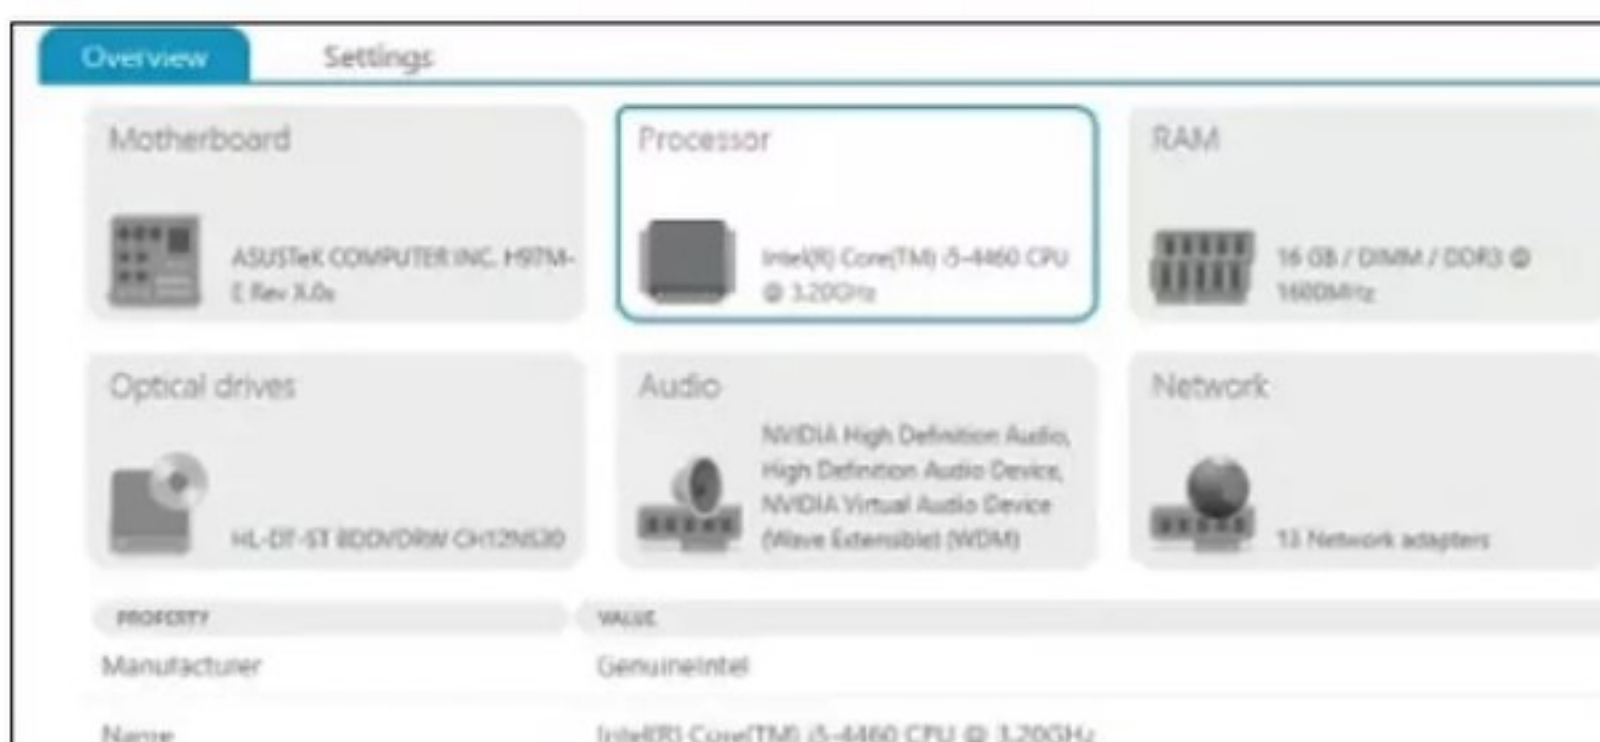 Overview
Settings
Motherboard
ASUSTeK COMPUTER INC. H97M-
E Rev X.0x
Processor
Intel(R) Core(TM) i5-4460 CPU
@ 3.20GHz
RAM
16 GB / DIMM / DDR3 @
1600MHz
Optical drives
HL-DT-ST BDDVDRW CH12NS30
Audio
NVIDIA High Definition Audio,
High Definition Audio Device,
NVIDIA Virtual Audio Device
(Wave Extensible) (WDM)
Network
13 Network adapters
PROPERTY
VALUE
Manufacturer
GenuineIntel
Name
Intel(R) Core(TM) i5-4460 CPU @ 3.20GHz